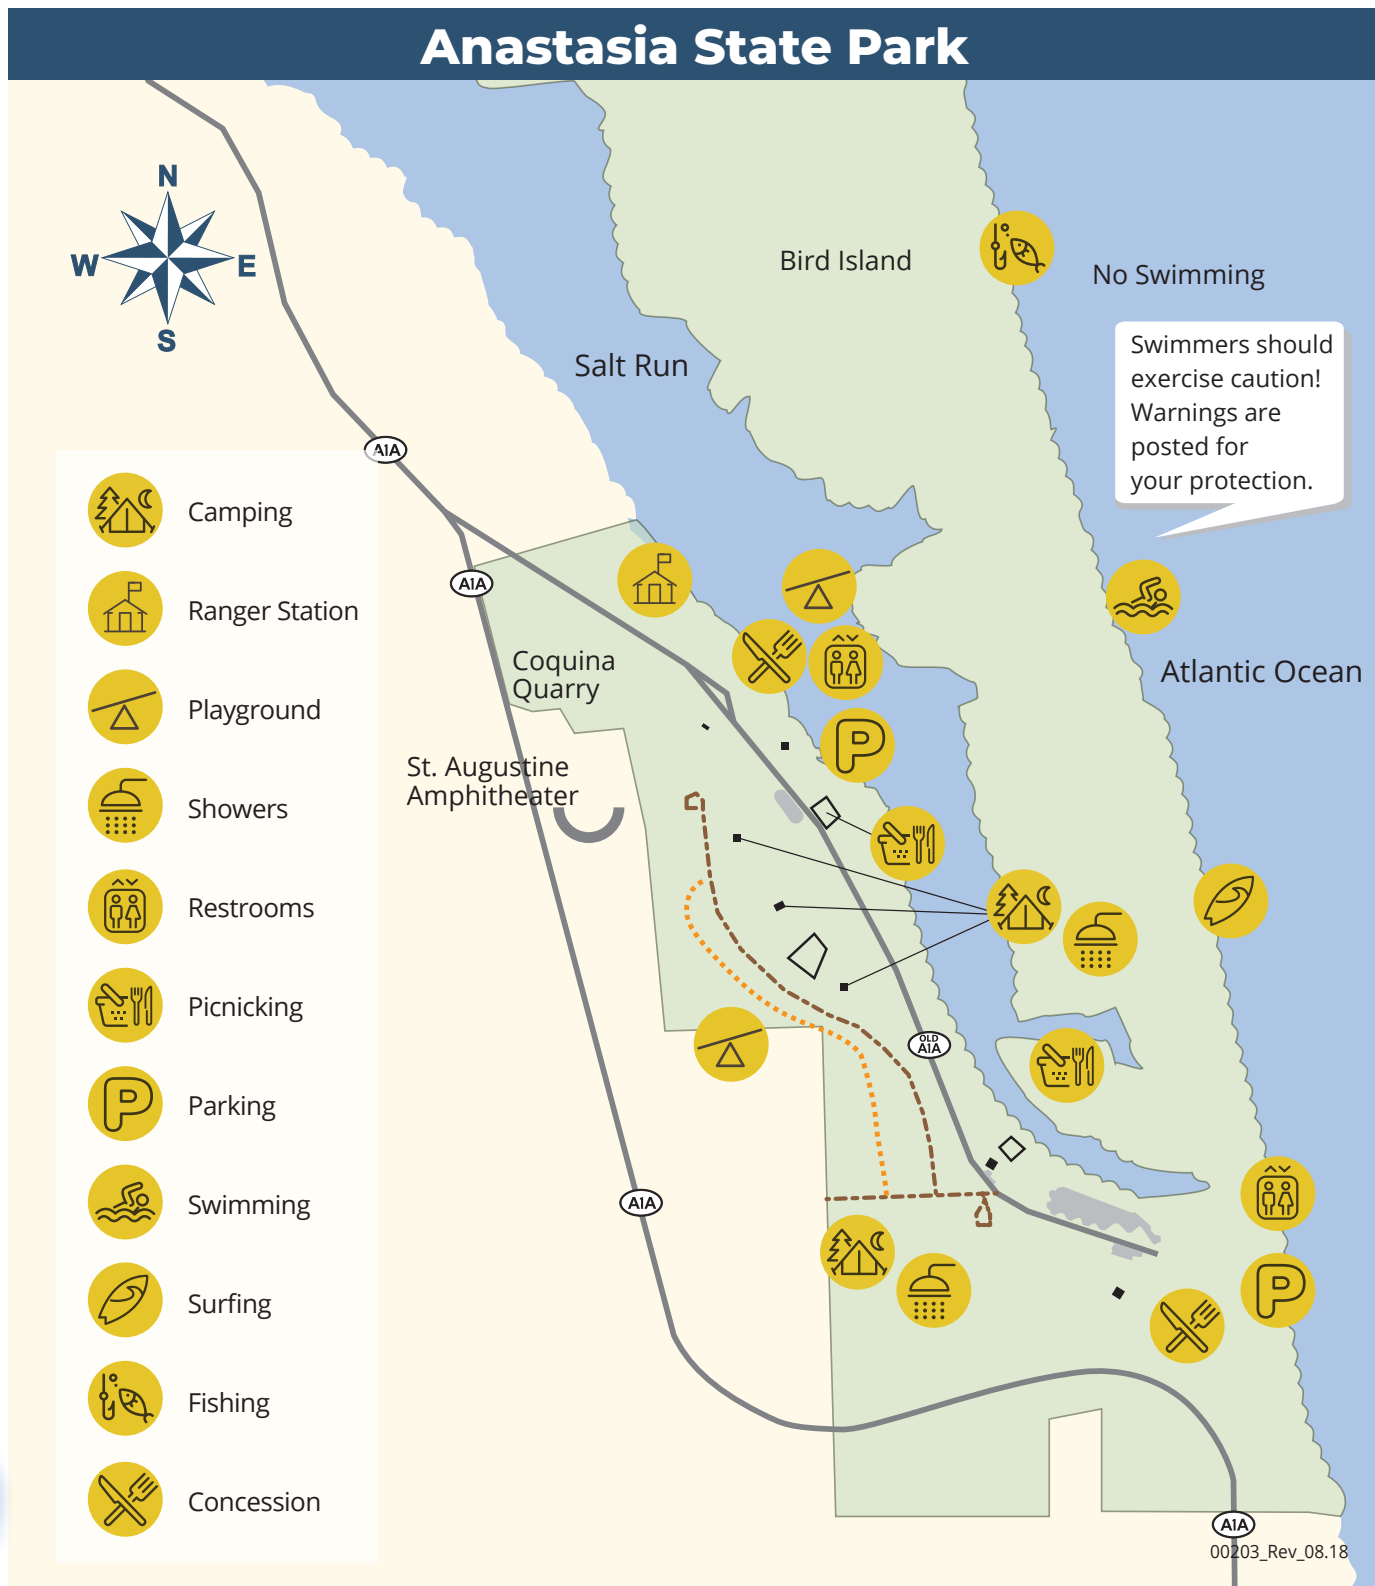 Anastasia State Park
N
W
E
S
Bird Island
No Swimming
Swimmers should
exercise caution!
Warnings are
posted for
your protection.
Salt Run
A1A
A1A
Atlantic Ocean
Coquina
Quarry
St. Augustine
Amphitheater
P
OLD
A1A
A1A
P
A1A
Camping
Ranger Station
Playground
Showers
Restrooms
Picnicking
P
Parking
Swimming
Surfing
Fishing
Concession
00203_Rev_08.18